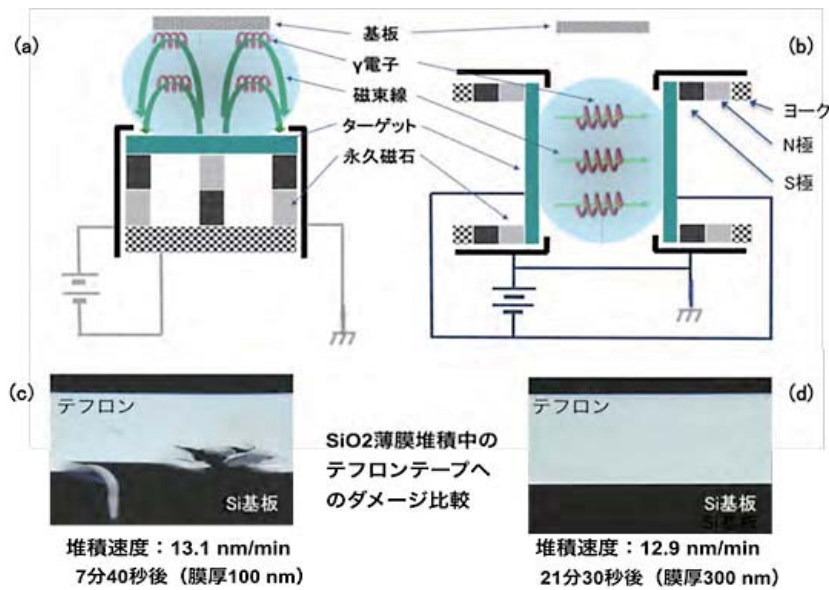 (a)
基板
γ電子
磁束線
ターゲット
永久磁石
(b)
ヨーク
N極
S極
(c)
テフロン
Si基板
SiO2薄膜堆積中の
テフロンテープへ
のダメージ比較
(d)
テフロン
Si基板
Si基板
堆積速度：13.1 nm/min
7分40秒後（膜厚100 nm）
堆積速度：12.9 nm/min
21分30秒後（膜厚300 nm）